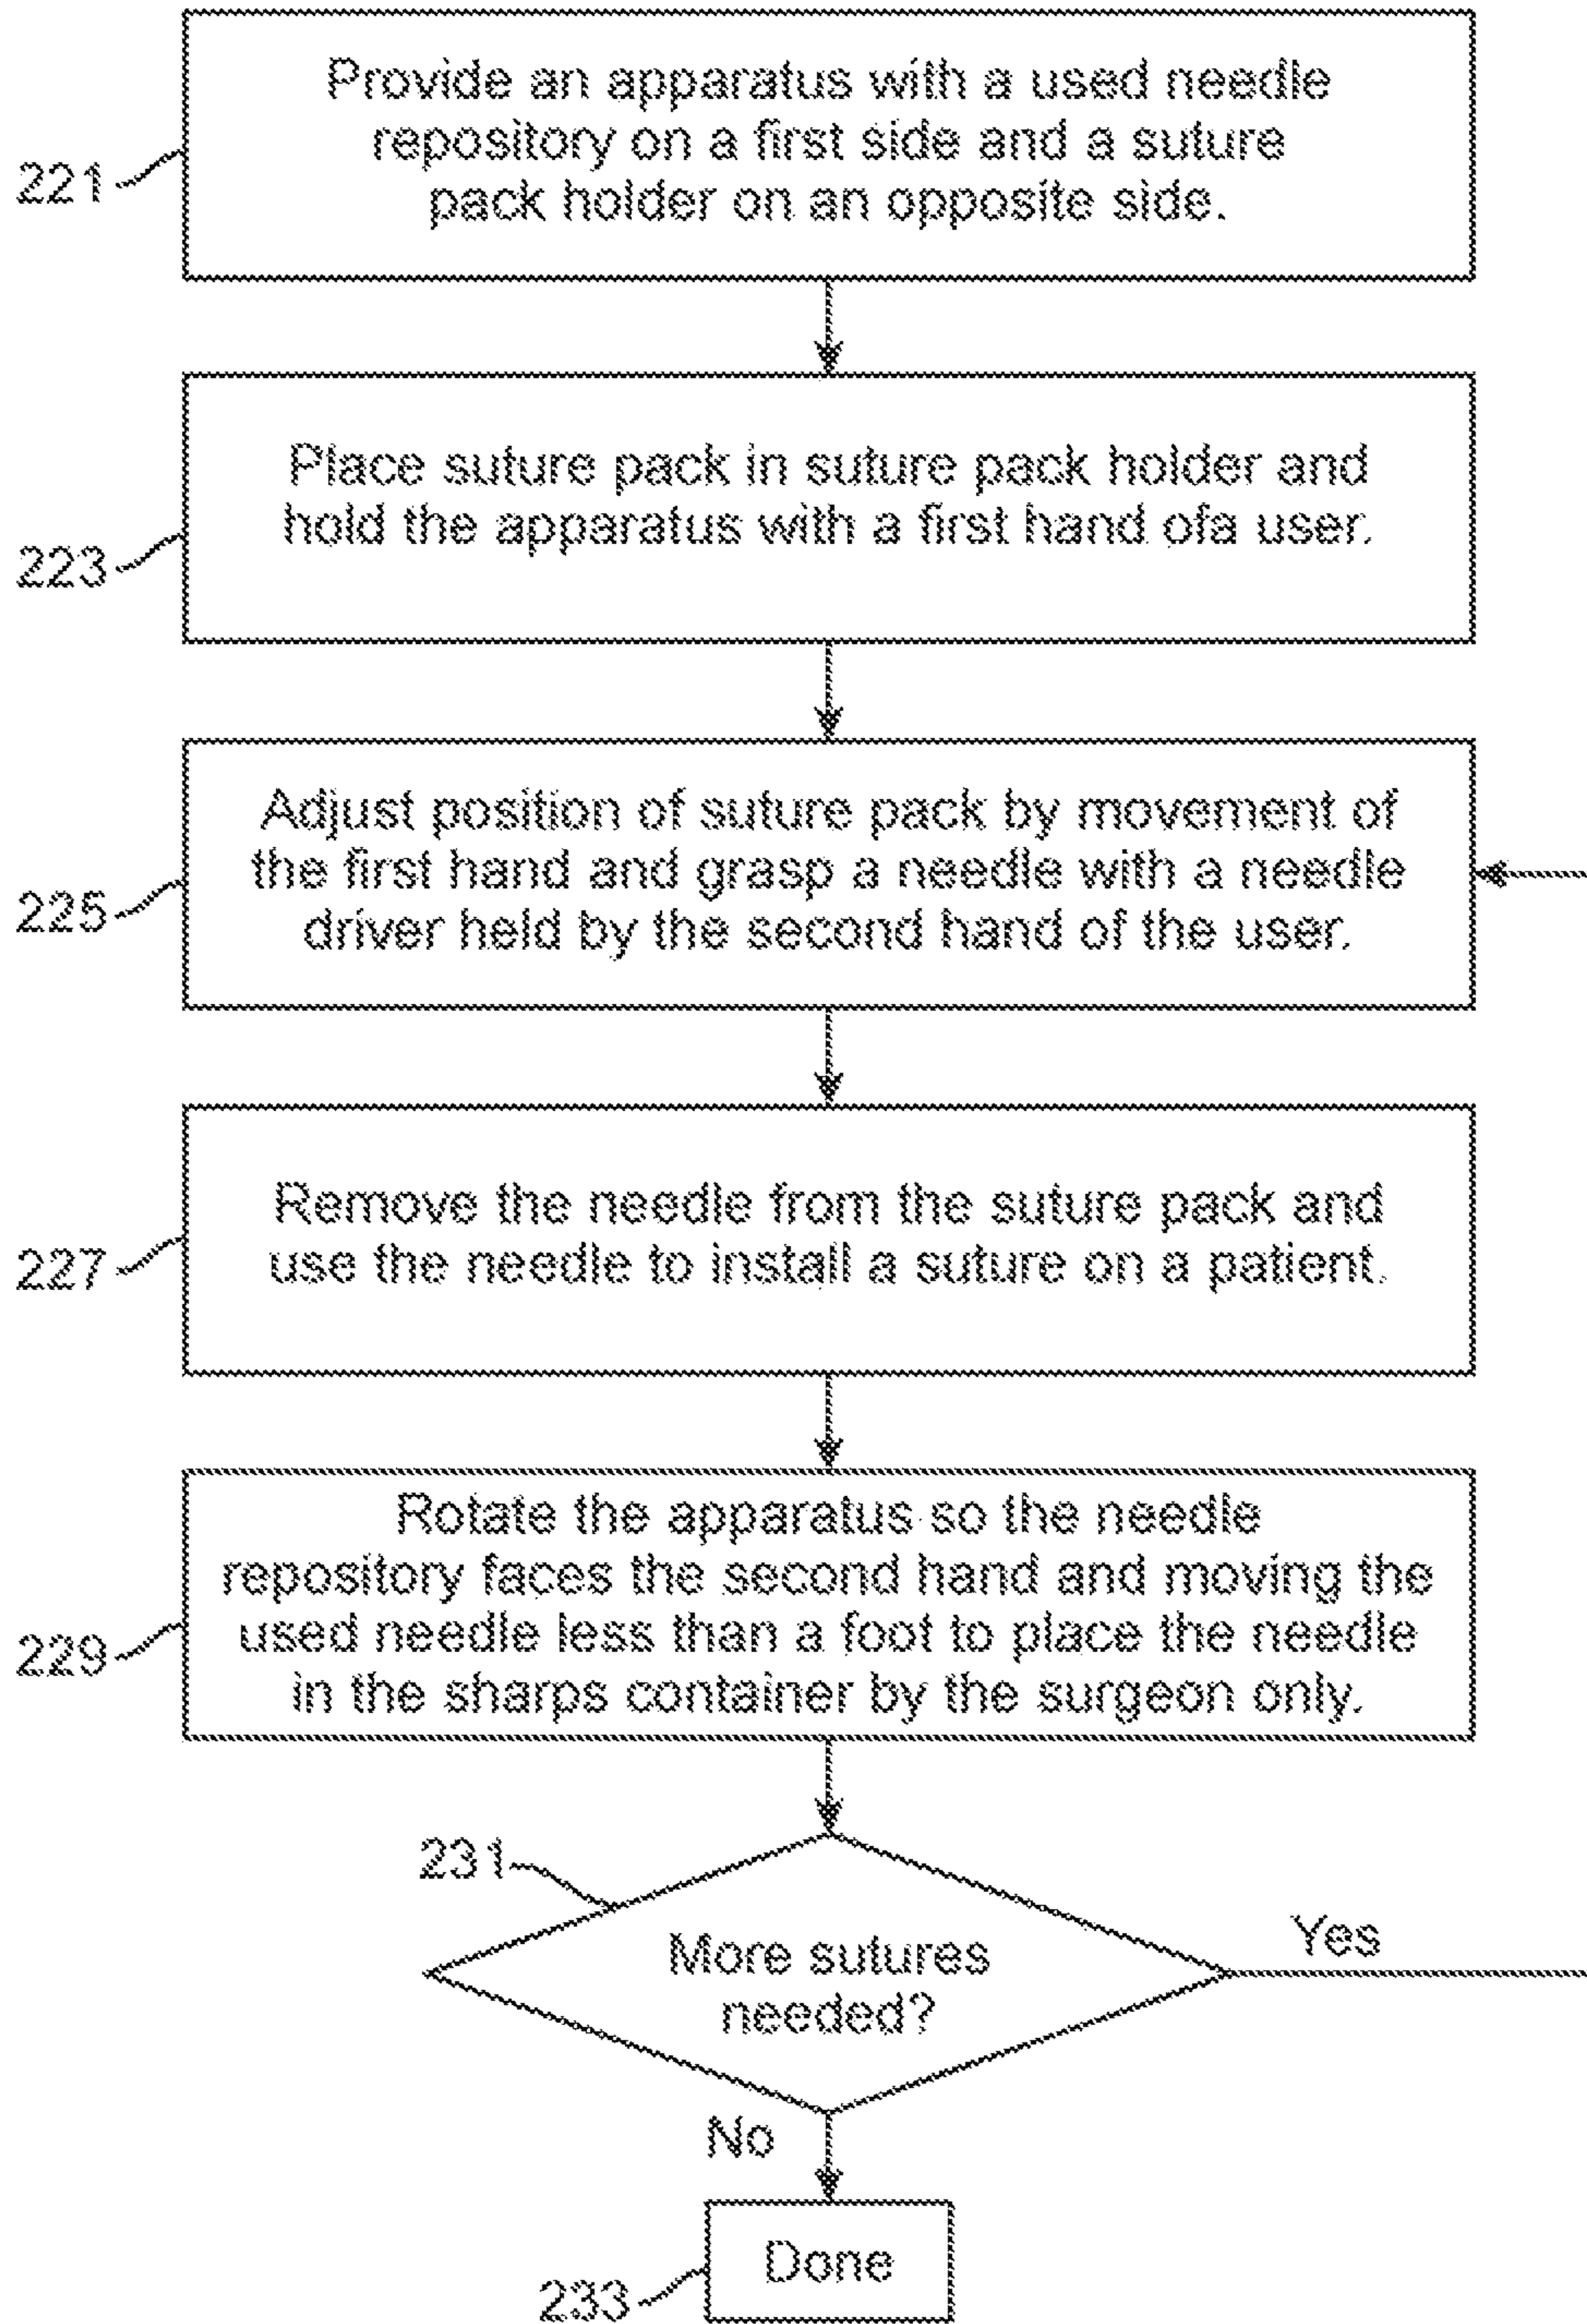 Provide an apparatus with a used needle
repository on a first side and a suture
pack holder on an opposite side.
221
Place suture pack in suture pack holder and
hold the apparatus with a first hand ofa user.
223
Adjust position of suture pack by movement of
the first hand and grasp a needle with a needle
driver held by the second hand of the user.
225
Remove the needle from the suture pack and
use the needle to install a suture on a patient.
227
Rotate the apparatus so the needle
repository faces the second hand and moving the
used needle less than a foot to place the needle
in the sharps container by the surgeon only.
229
231
More sutures
needed?
Yes
No
Done
233